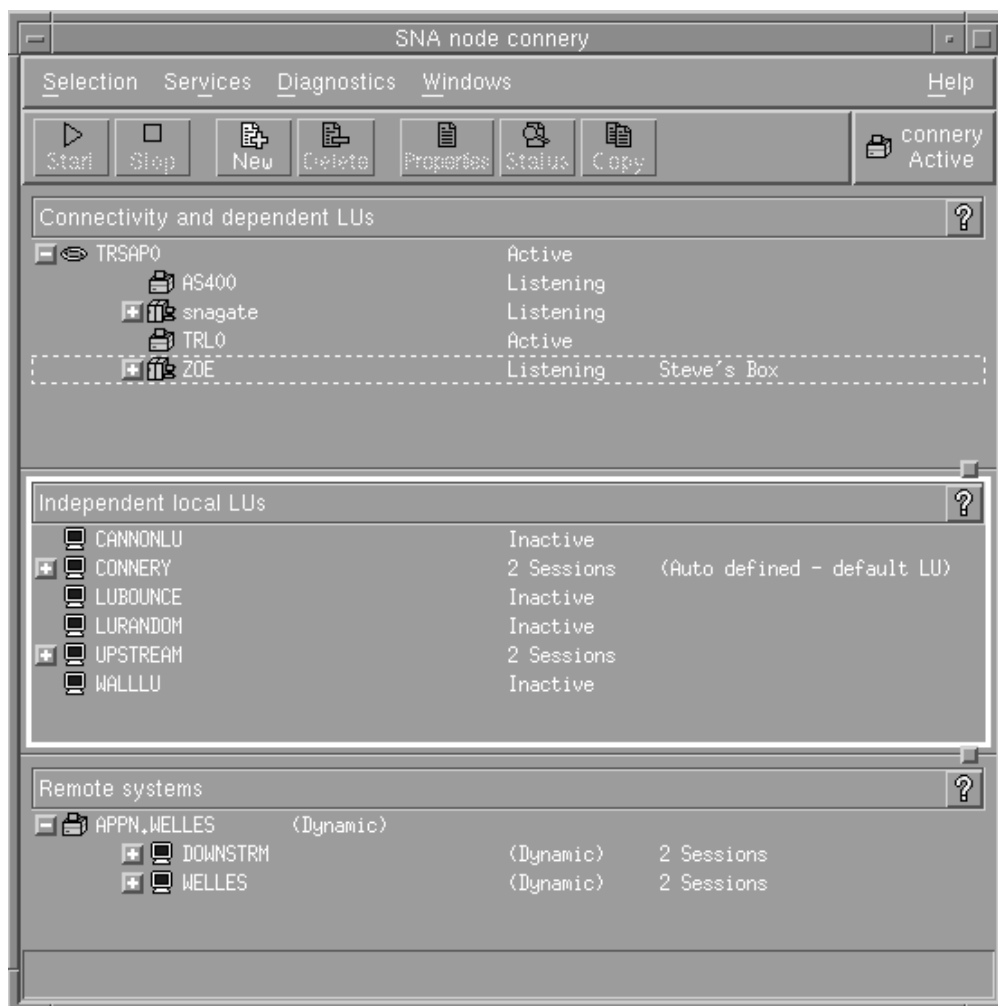 SNA node connery
Selection Services Diagnostics Windows Help
Start Stop New Delete Properties Status Copy connery Active
Connectivity and dependent LUs ?
TRSAP0 Active
AS400 Listening
snagate Listening
TRL0 Active
ZOE Listening Steve's Box
Independent local LUs ?
CANNONLU Inactive
CONNERY 2 Sessions (Auto defined - default LU)
LUBOUNCE Inactive
LURANDOM Inactive
UPSTREAM 2 Sessions
WALLLU Inactive
Remote systems ?
APPN.WELLES (Dynamic)
DOWNSTRM (Dynamic) 2 Sessions
WELLES (Dynamic) 2 Sessions